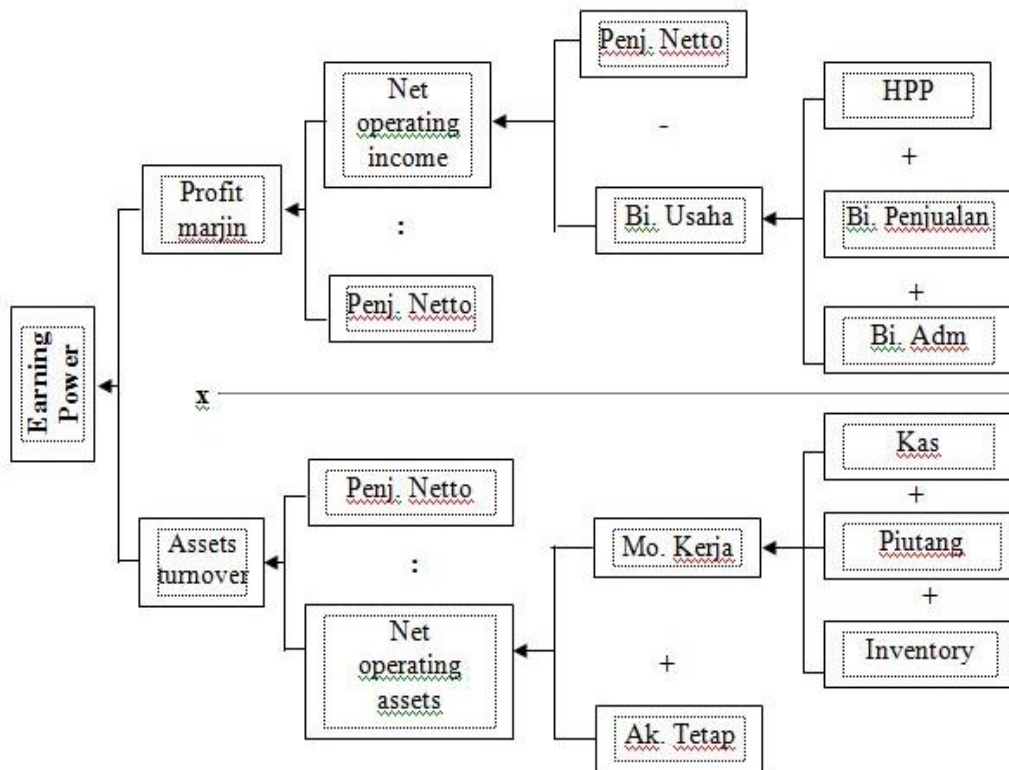 Penj. Netto
Net
operating
income
HPP
-
+
Profit
marjin
Bi. Usaha
Bi. Penjualan
:
+
Penj. Netto
Bi. Adm
Earning
Power
x
Kas
+
Penj. Netto
Assets
turnover
:
Mo. Kerja
Piutang
+
Net
operating
assets
+
Inventory
Ak. Tetap